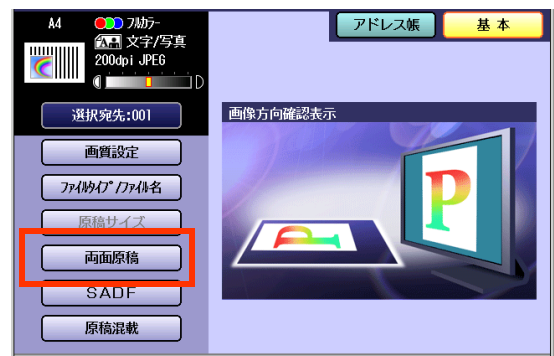 A4 フルカラー
文字/写真
200dpi JPEG
アドレス帳
基本
選択宛先:001
画質設定
ファイルタイプ/ファイル名
原稿サイズ
両面原稿
SADF
原稿混載
画像方向確認表示
P
P